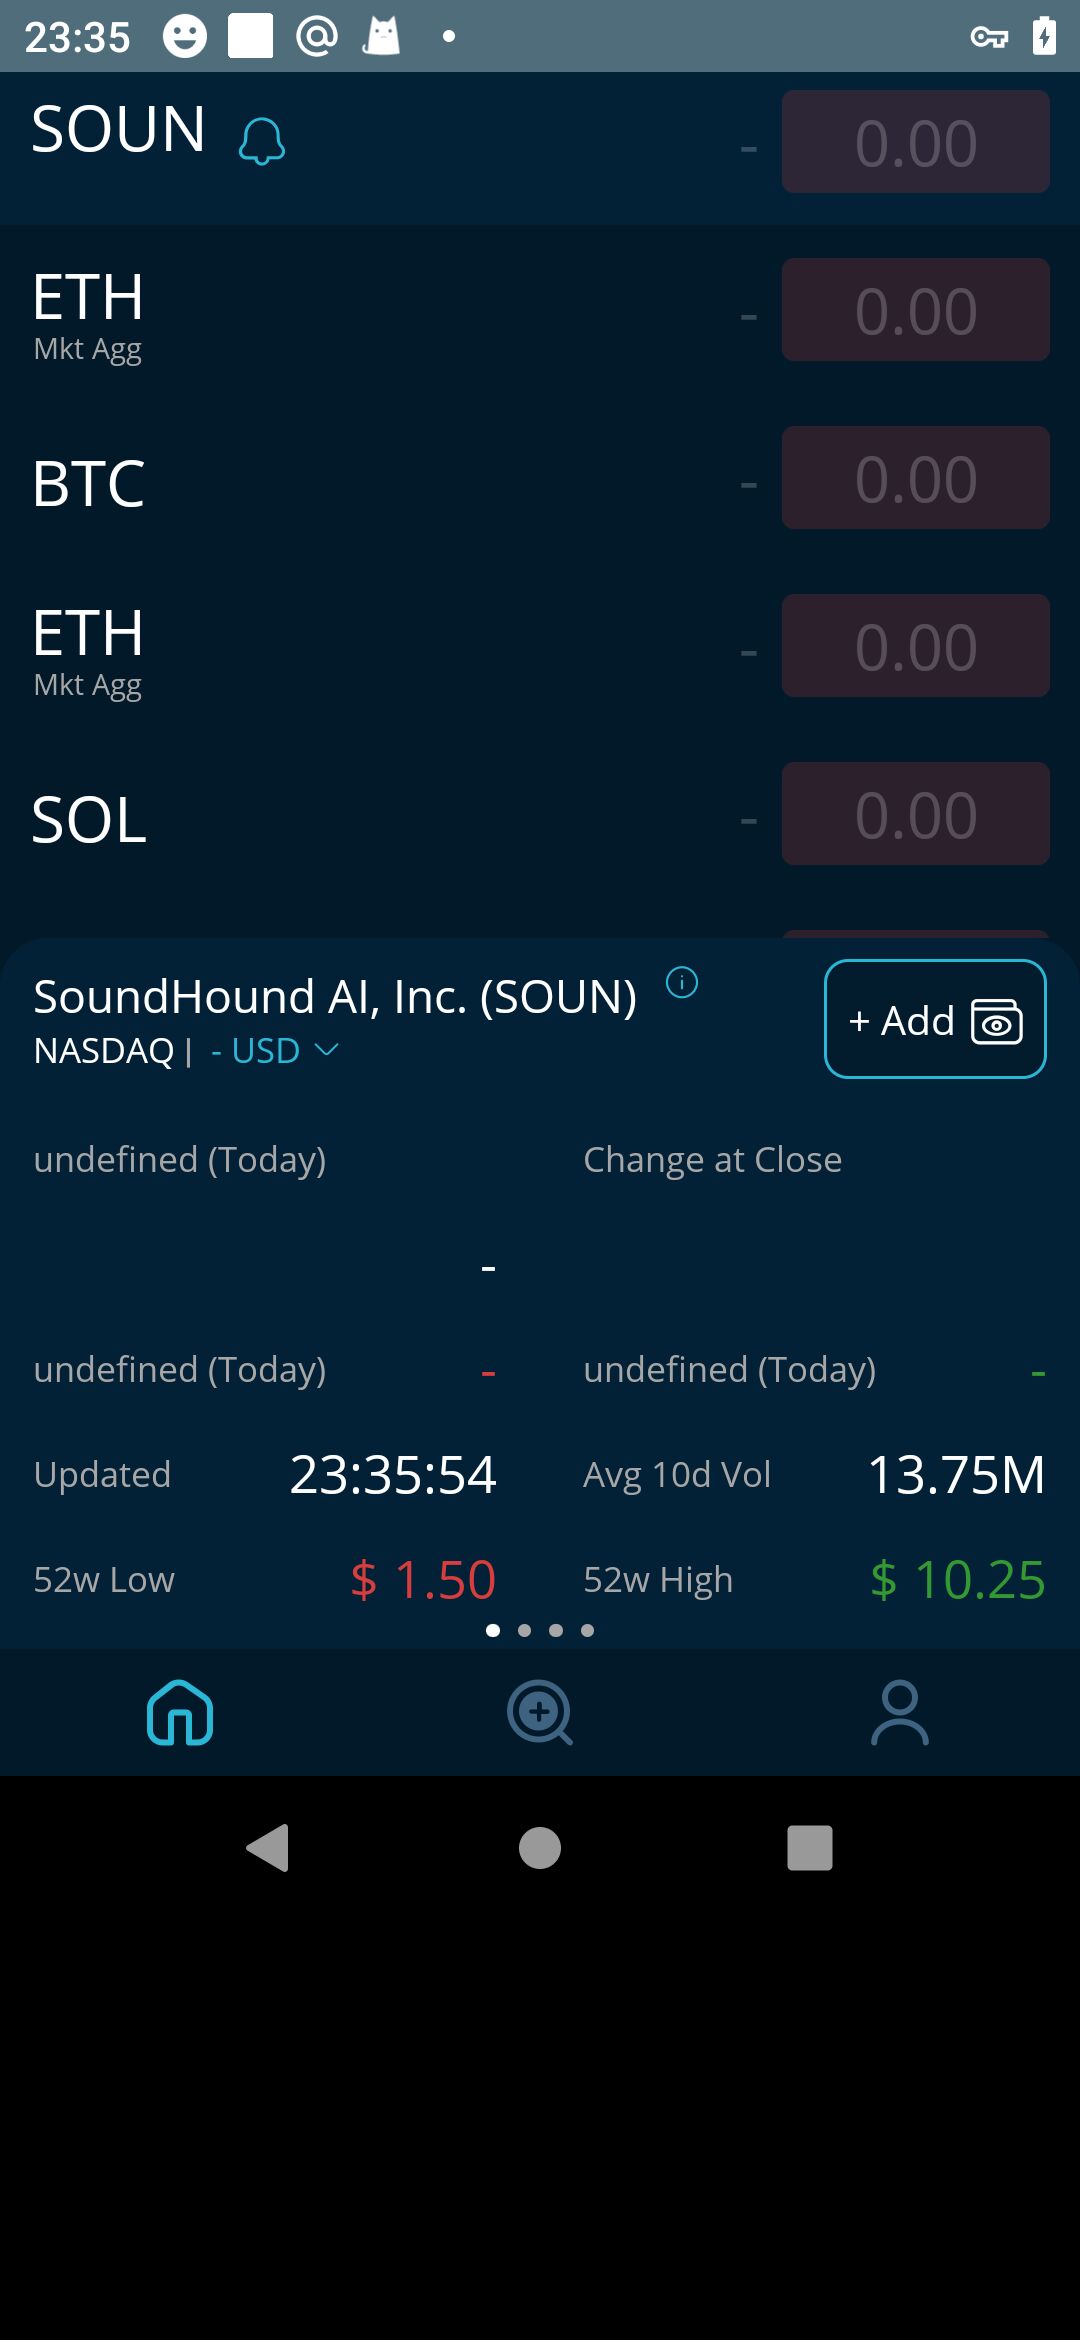 23:35
SOUN - 0.00
ETH - 0.00
Mkt Agg
BTC - 0.00
ETH - 0.00
Mkt Agg
SOL - 0.00
SoundHound AI, Inc. (SOUN) + Add
NASDAQ | - USD
undefined (Today) Change at Close
-
undefined (Today) - undefined (Today) -
Updated 23:35:54 Avg 10d Vol 13.75M
52w Low $ 1.50 52w High $ 10.25